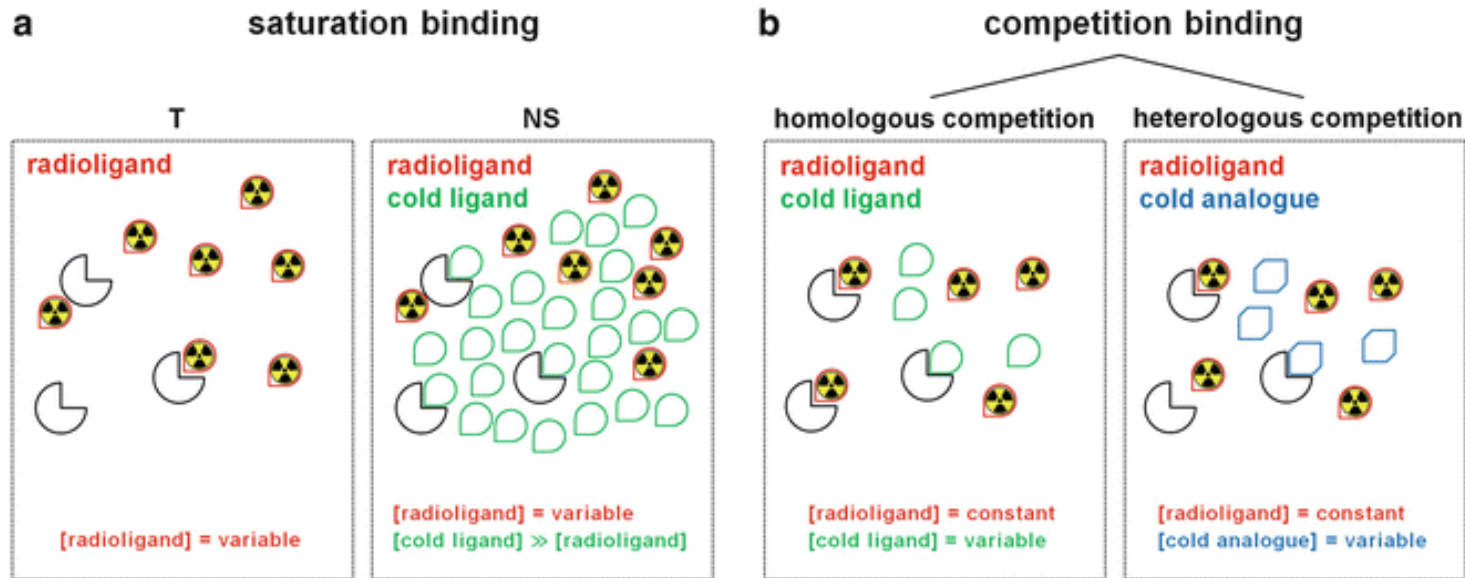 a saturation binding
b competition binding
T
NS
homologous competition
heterologous competition
radioligand
radioligand
cold ligand
radioligand
cold ligand
radioligand
cold analogue
[radioligand] = variable
[radioligand] = variable
[cold ligand] ≫ [radioligand]
[radioligand] = constant
[cold ligand] = variable
[radioligand] = constant
[cold analogue] = variable